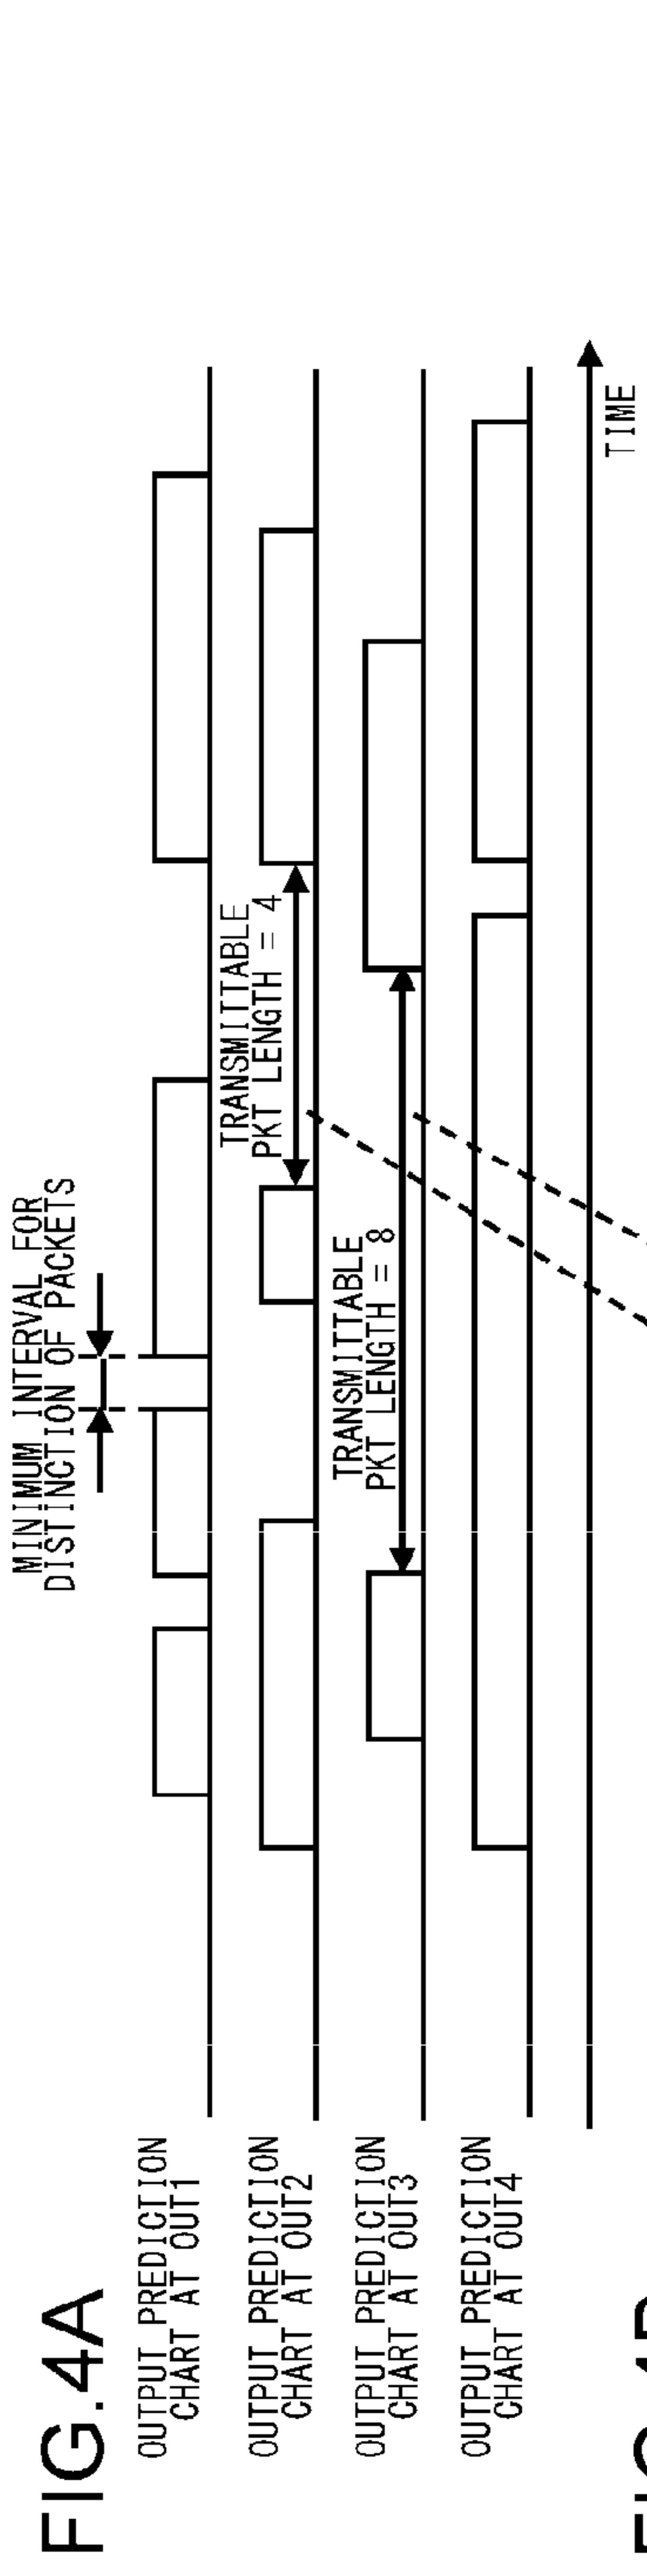 FIG.4A
MINIMUM INTERVAL FOR
DISTINCTION OF PACKETS
OUTPUT PREDICTION
CHART AT OUT1
TRANSMITTABLE
PKT LENGTH = 4
OUTPUT PREDICTION
CHART AT OUT2
TRANSMITTABLE
PKT LENGTH = 8
OUTPUT PREDICTION
CHART AT OUT3
OUTPUT PREDICTION
CHART AT OUT4
TIME